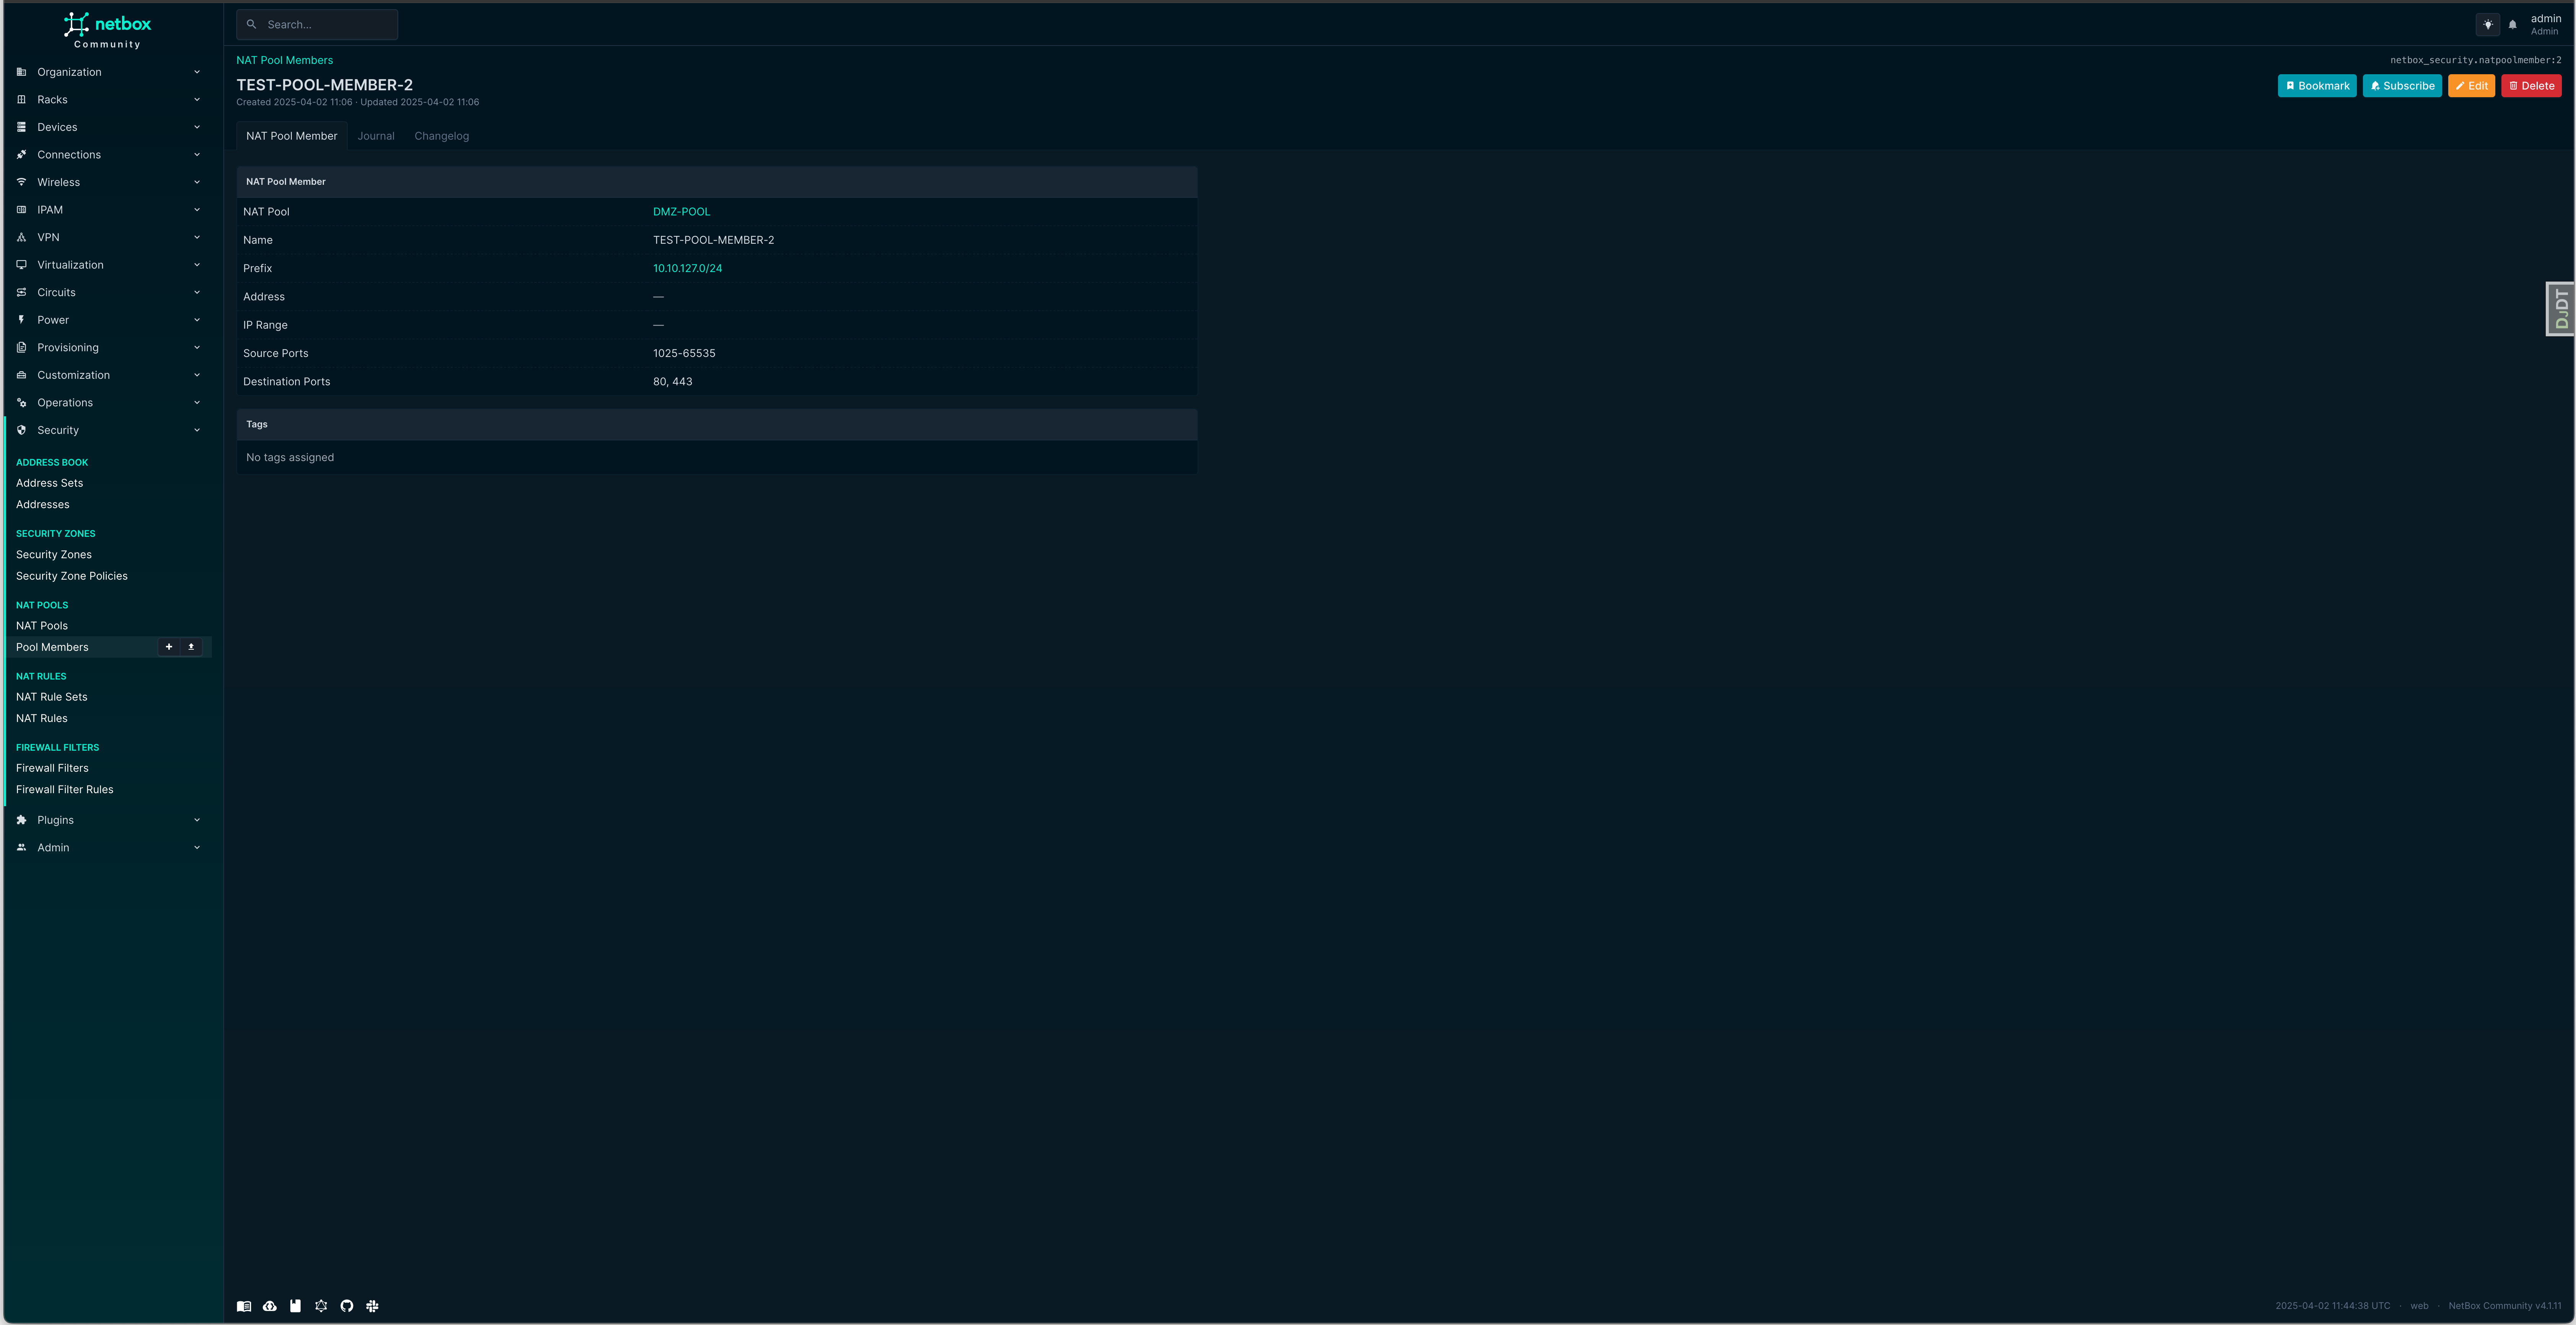 netbox
Community
Search...
admin
Admin
Organization
Racks
Devices
Connections
Wireless
IPAM
VPN
Virtualization
Circuits
Power
Provisioning
Customization
Operations
Security
ADDRESS BOOK
Address Sets
Addresses
SECURITY ZONES
Security Zones
Security Zone Policies
NAT POOLS
NAT Pools
Pool Members
NAT RULES
NAT Rule Sets
NAT Rules
FIREWALL FILTERS
Firewall Filters
Firewall Filter Rules
Plugins
Admin
NAT Pool Members
netbox_security.natpoolmember:2
TEST-POOL-MEMBER-2
Created 2025-04-02 11:06 · Updated 2025-04-02 11:06
Bookmark Subscribe Edit Delete
NAT Pool Member Journal Changelog
NAT Pool Member
NAT Pool DMZ-POOL
Name TEST-POOL-MEMBER-2
Prefix 10.10.127.0/24
Address —
IP Range —
Source Ports 1025-65535
Destination Ports 80, 443
Tags
No tags assigned
DJDT
2025-04-02 11:44:38 UTC · web · NetBox Community v4.1.11